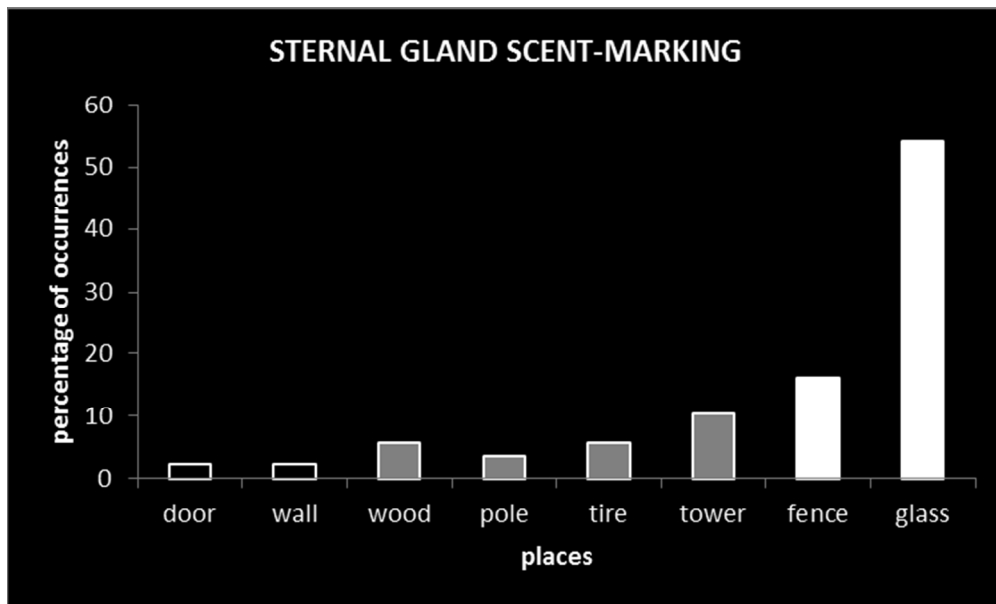 STERNAL GLAND SCENT-MARKING
percentage of occurrences
60
50
40
30
20
10
0
door wall wood pole tire tower fence glass
places